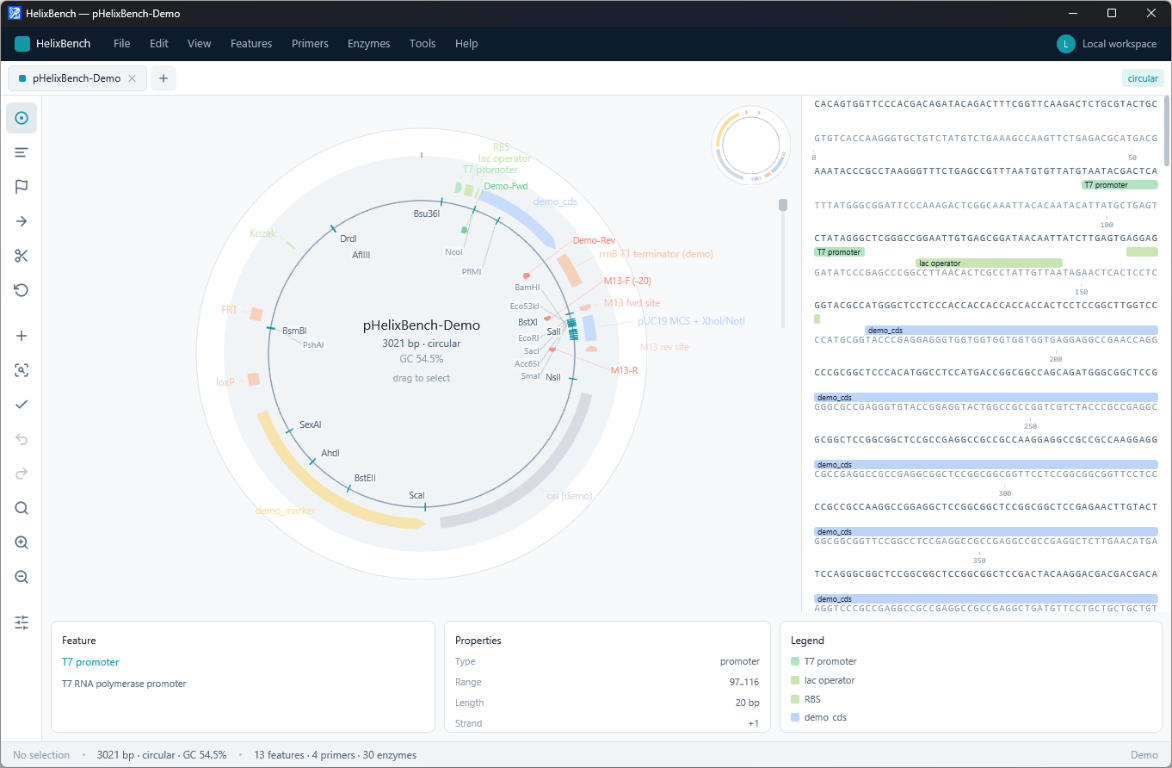 HelixBench — pHelixBench-Demo
HelixBench File Edit View Features Primers Enzymes Tools Help L Local workspace
pHelixBench-Demo
circular
RBS
lac operator
T7 promoter
Demo-Fwd
demo_cds
Bsu36I
DrdI
AflIII
Kozak
NcoI
PflMI
Demo-Rev
rrnB T1 terminator (demo)
M13-F (-20)
BamHI
M13 fwd site
Eco53kI
FRT
BstXI
pUC19 MCS + XhoI/NotI
BsmBI
SalI
EcoRI
PshAI
SacI
M13 rev site
Acc65I
M13-R
SmaI
NsiI
loxP
pHelixBench-Demo
3021 bp · circular
GC 54.5%
drag to select
SexAI
AhdI
BstEII
ScaI
ori (demo)
demo_marker
CACAGTGGTTCCCACGACAGATACAGACTTTCGGTTCAAGACTCTGCGTACTGC
GTGTCACCAAGGGTGCTGTCTATGTCTGAAAGCCAAGTTCTGAGACGCATGACG
0 50
AAATACCCGCCTAAGGGTTTCTGAGCCGTTTAATGTGTTATGTAATACGACTCA
T7 promoter
TTTATGGGCGGATTCCCAAAGACTCGGCAAATTACACAATACATTATGCTGAGT
100
CTATAGGGCTCGGGCCGGAATTGTGAGCGGATAACAATTATCTTGAGTGAGGAG
T7 promoter
lac operator
GATATCCCGAGCCCGGCCTTAACACTCGCCTATTGTTAATAGAACTCACTCCTC
150
GGTACGCCATGGGCTCCTCCCACCACCACCACCACCACTCCTCCGGCTTGGTCC
demo_cds
CCATGCGGTACCCGAGGAGGGTGGTGGTGGTGGTGGTGAGGAGGCCGAACCAGG
200
CCCGCGGCTCCCACATGGCCTCCATGACCGGCGGCCAGCAGATGGGCGGCTCCG
demo_cds
GGGCGCCGAGGGTGTACCGGAGGTACTGGCCGCCGGTCGTCTACCCGCCGAGGC
250
GCGGCTCCGGCGGCTCCGCCGAGGCCGCCGCCAAGGAGGCCGCCGCCAAGGAGG
demo_cds
CGCCGAGGCCGCCGAGGCGGCTCCGGCGGCGGTTCCTCCGGCGGCGGTTCCTCC
300
CCGCCGCCAAGGCCGGAGGCTCCGGCGGCTCCGGCGGCTCCGAGAACTTGTACT
demo_cds
GGCGGCGGTTCCGGCCTCCGAGGCCGCCGAGGCCGCCGAGGCTCTTGAACATGA
350
TCCAGGGCGGCTCCGGCGGCTCCGGCGGCTCCGACTACAAGGACGACGACGACA
demo_cds
AGGTCCCGCCGAGGCCGCCGAGGCCGCCGAGGCTGATGTTCCTGCTGCTGCTGT
Feature
T7 promoter
T7 RNA polymerase promoter
Properties
Type promoter
Range 97..116
Length 20 bp
Strand +1
Legend
T7 promoter
lac operator
RBS
demo_cds
No selection · 3021 bp · circular · GC 54.5% · 13 features · 4 primers · 30 enzymes Demo